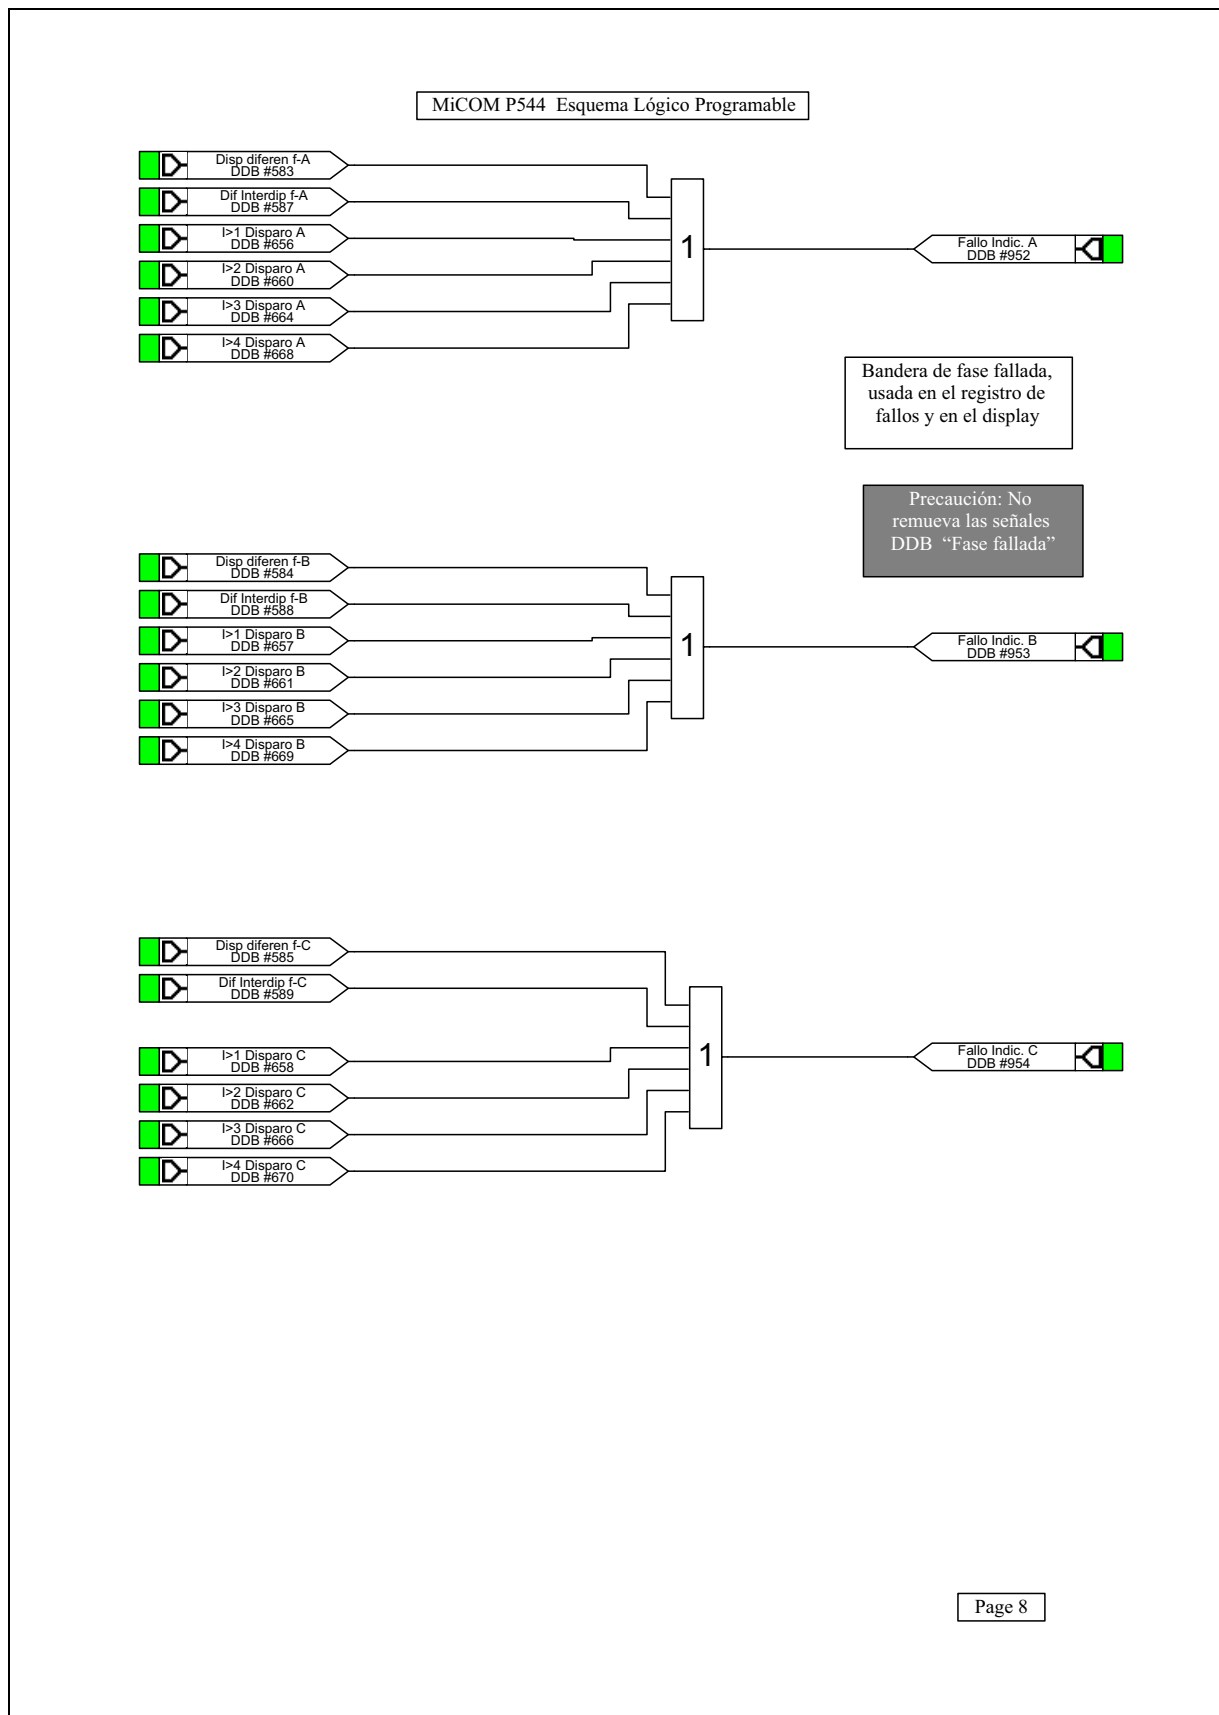 MiCOM P544 Esquema Lógico Programable
Disp diferen f-A
DDB #583
Dif Interdip f-A
DDB #587
I>1 Disparo A
DDB #656
I>2 Disparo A
DDB #660
I>3 Disparo A
DDB #664
I>4 Disparo A
DDB #668
1
Fallo Indic. A
DDB #952
Bandera de fase fallada,
usada en el registro de
fallos y en el display
Precaución: No
remueva las señales
DDB “Fase fallada”
Disp diferen f-B
DDB #584
Dif Interdip f-B
DDB #588
I>1 Disparo B
DDB #657
I>2 Disparo B
DDB #661
I>3 Disparo B
DDB #665
I>4 Disparo B
DDB #669
1
Fallo Indic. B
DDB #953
Disp diferen f-C
DDB #585
Dif Interdip f-C
DDB #589
I>1 Disparo C
DDB #658
I>2 Disparo C
DDB #662
I>3 Disparo C
DDB #666
I>4 Disparo C
DDB #670
1
Fallo Indic. C
DDB #954
Page 8